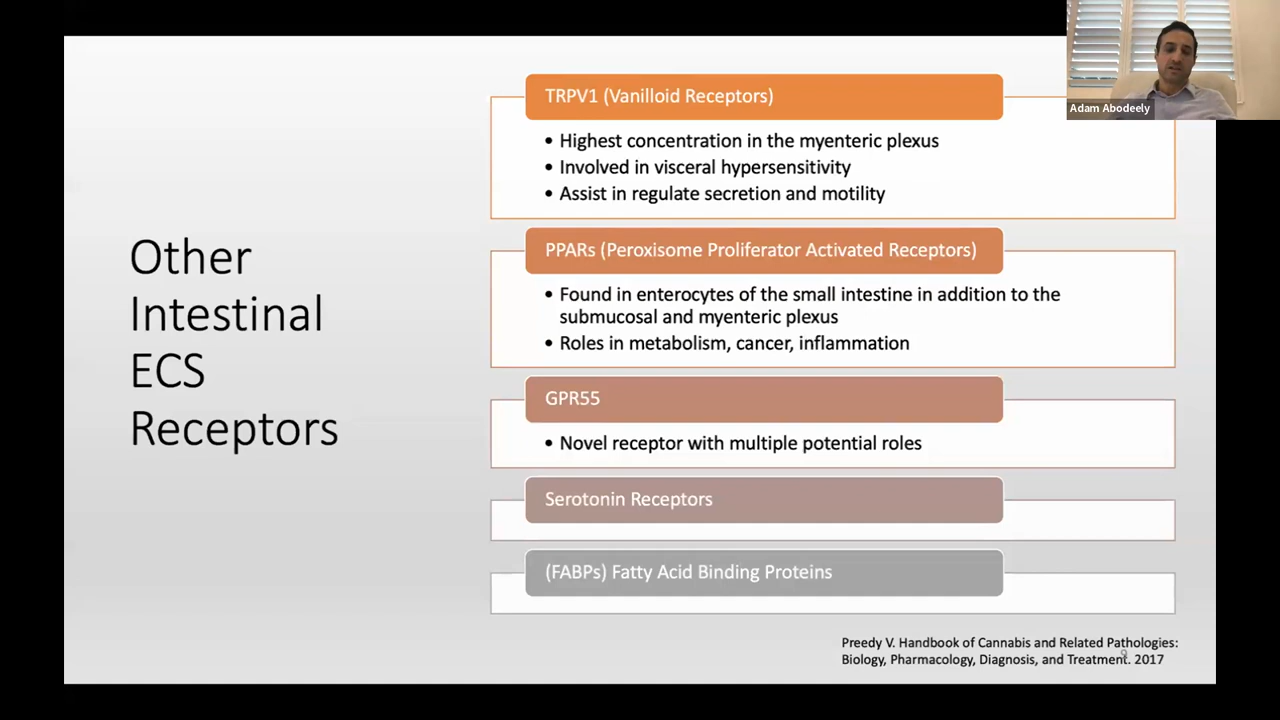 Adam Abodeely
Other
Intestinal
ECS
Receptors
TRPV1 (Vanilloid Receptors)
• Highest concentration in the myenteric plexus
• Involved in visceral hypersensitivity
• Assist in regulate secretion and motility
PPARs (Peroxisome Proliferator Activated Receptors)
• Found in enterocytes of the small intestine in addition to the
submucosal and myenteric plexus
• Roles in metabolism, cancer, inflammation
GPR55
• Novel receptor with multiple potential roles
Serotonin Receptors
(FABPs) Fatty Acid Binding Proteins
Preedy V. Handbook of Cannabis and Related Pathologies:
Biology, Pharmacology, Diagnosis, and Treatment. 2017
9